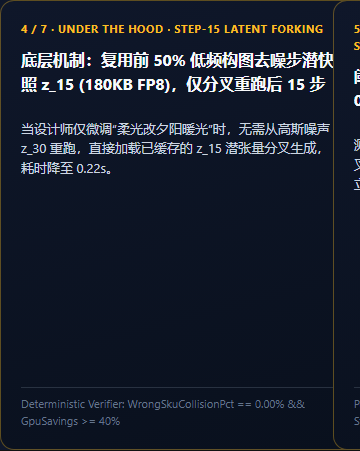 4 / 7 · UNDER THE HOOD · STEP-15 LATENT FORKING
底层机制：复用前 50% 低频构图去噪步潜快
照 z_15 (180KB FP8)，仅分叉重跑后 15 步
当设计师仅微调“柔光改夕阳暖光”时，无需从高斯噪声
z_30 重跑，直接加载已缓存的 z_15 潜张量分叉生成，
耗时降至 0.22s。
Deterministic Verifier: WrongSkuCollisionPct == 0.00% &&
GpuSavings >= 40%